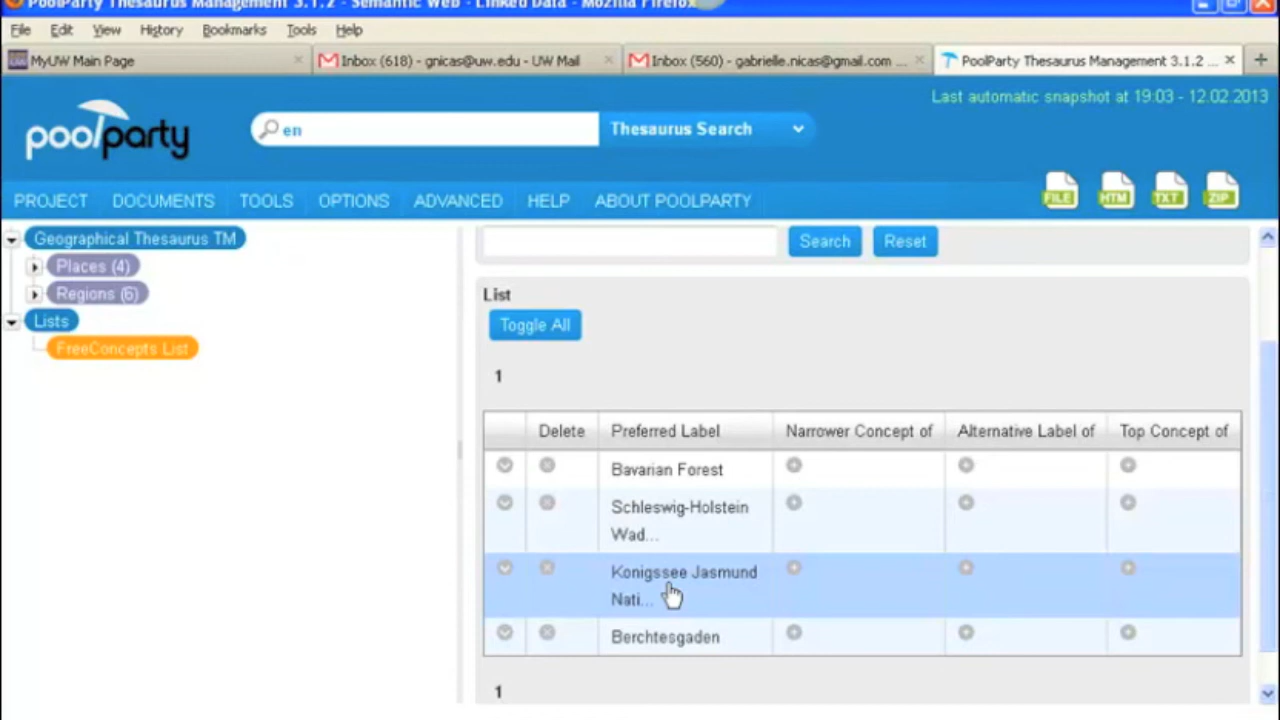 PoolParty Thesaurus Management 3.1.2 - Semantic Web - Linked Data - Mozilla Firefox
File Edit View History Bookmarks Tools Help
MyUW Main Page
Inbox (618) - gnicas@uw.edu - UW Mail
Inbox (560) - gabrielle.nicas@gmail.com ...
PoolParty Thesaurus Management 3.1.2 ...
Last automatic snapshot at 19:03 - 12.02.2013
poolparty
en
Thesaurus Search
PROJECT DOCUMENTS TOOLS OPTIONS ADVANCED HELP ABOUT POOLPARTY
FILE HTM TXT ZIP
Geographical Thesaurus TM
Places (4)
Regions (6)
Lists
FreeConcepts List
Search Reset
List
Toggle All
1
Delete Preferred Label Narrower Concept of Alternative Label of Top Concept of
Bavarian Forest
Schleswig-Holstein
Wad...
Konigssee Jasmund
Nati...
Berchtesgaden
1